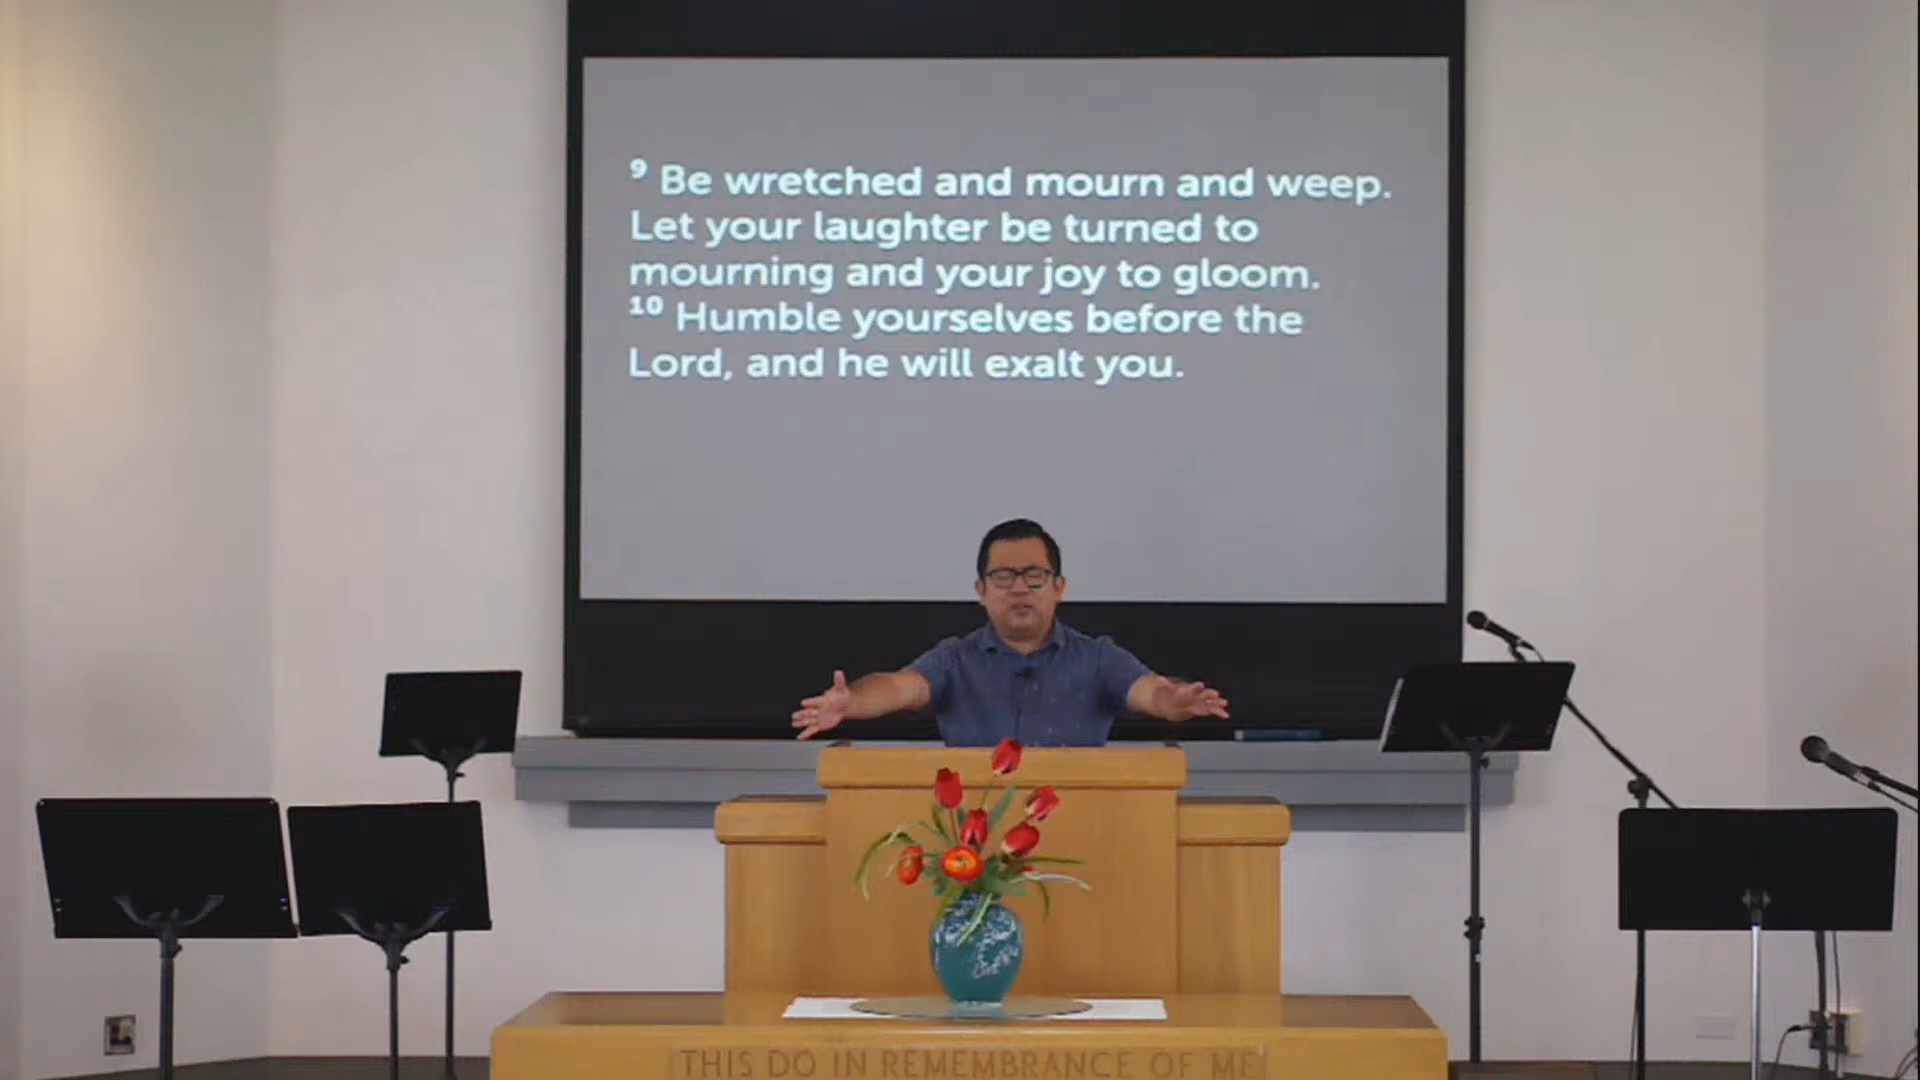 ⁹ Be wretched and mourn and weep.
Let your laughter be turned to
mourning and your joy to gloom.
¹⁰ Humble yourselves before the
Lord, and he will exalt you.
THIS DO IN REMEMBRANCE OF ME